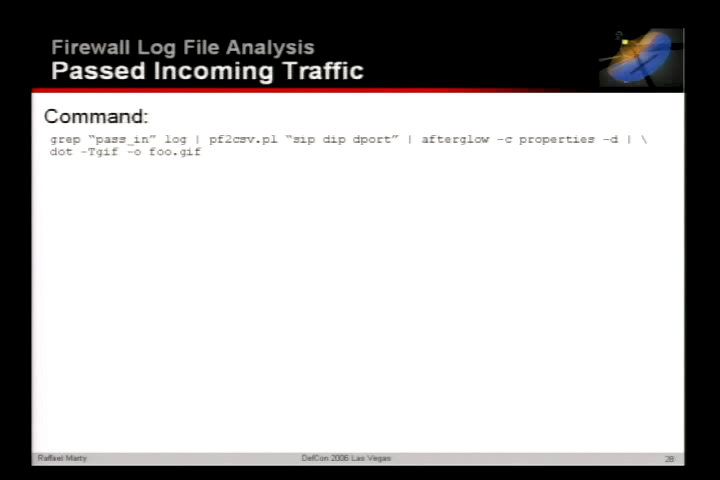 Firewall Log File Analysis
Passed Incoming Traffic
Command:
grep “pass_in” log | pf2csv.pl “sip dip dport” | afterglow -c properties -d | \
dot -Tgif -o foo.gif
Raffael Marty DefCon 2006 Las Vegas 28